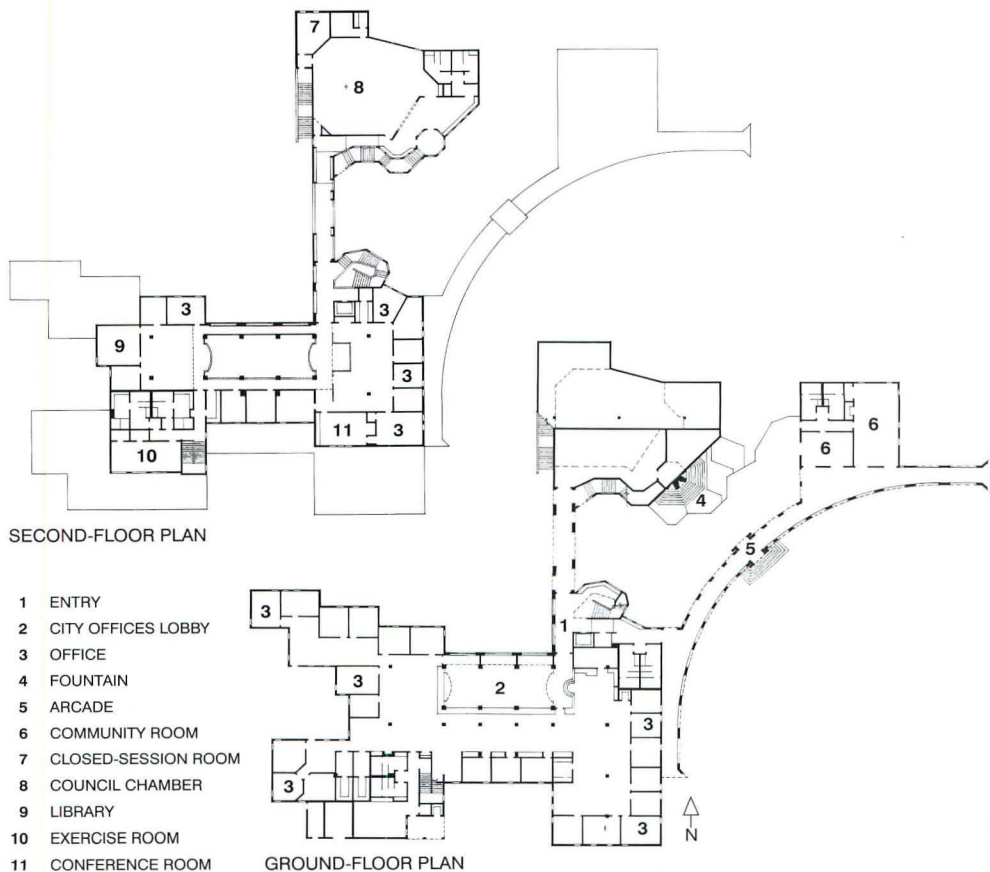 7
8
3
9
3
3
11
3
10
SECOND-FLOOR PLAN
6
6
4
5
1
3
2
3
3
3
3
N
1 ENTRY
2 CITY OFFICES LOBBY
3 OFFICE
4 FOUNTAIN
5 ARCADE
6 COMMUNITY ROOM
7 CLOSED-SESSION ROOM
8 COUNCIL CHAMBER
9 LIBRARY
10 EXERCISE ROOM
11 CONFERENCE ROOM
GROUND-FLOOR PLAN